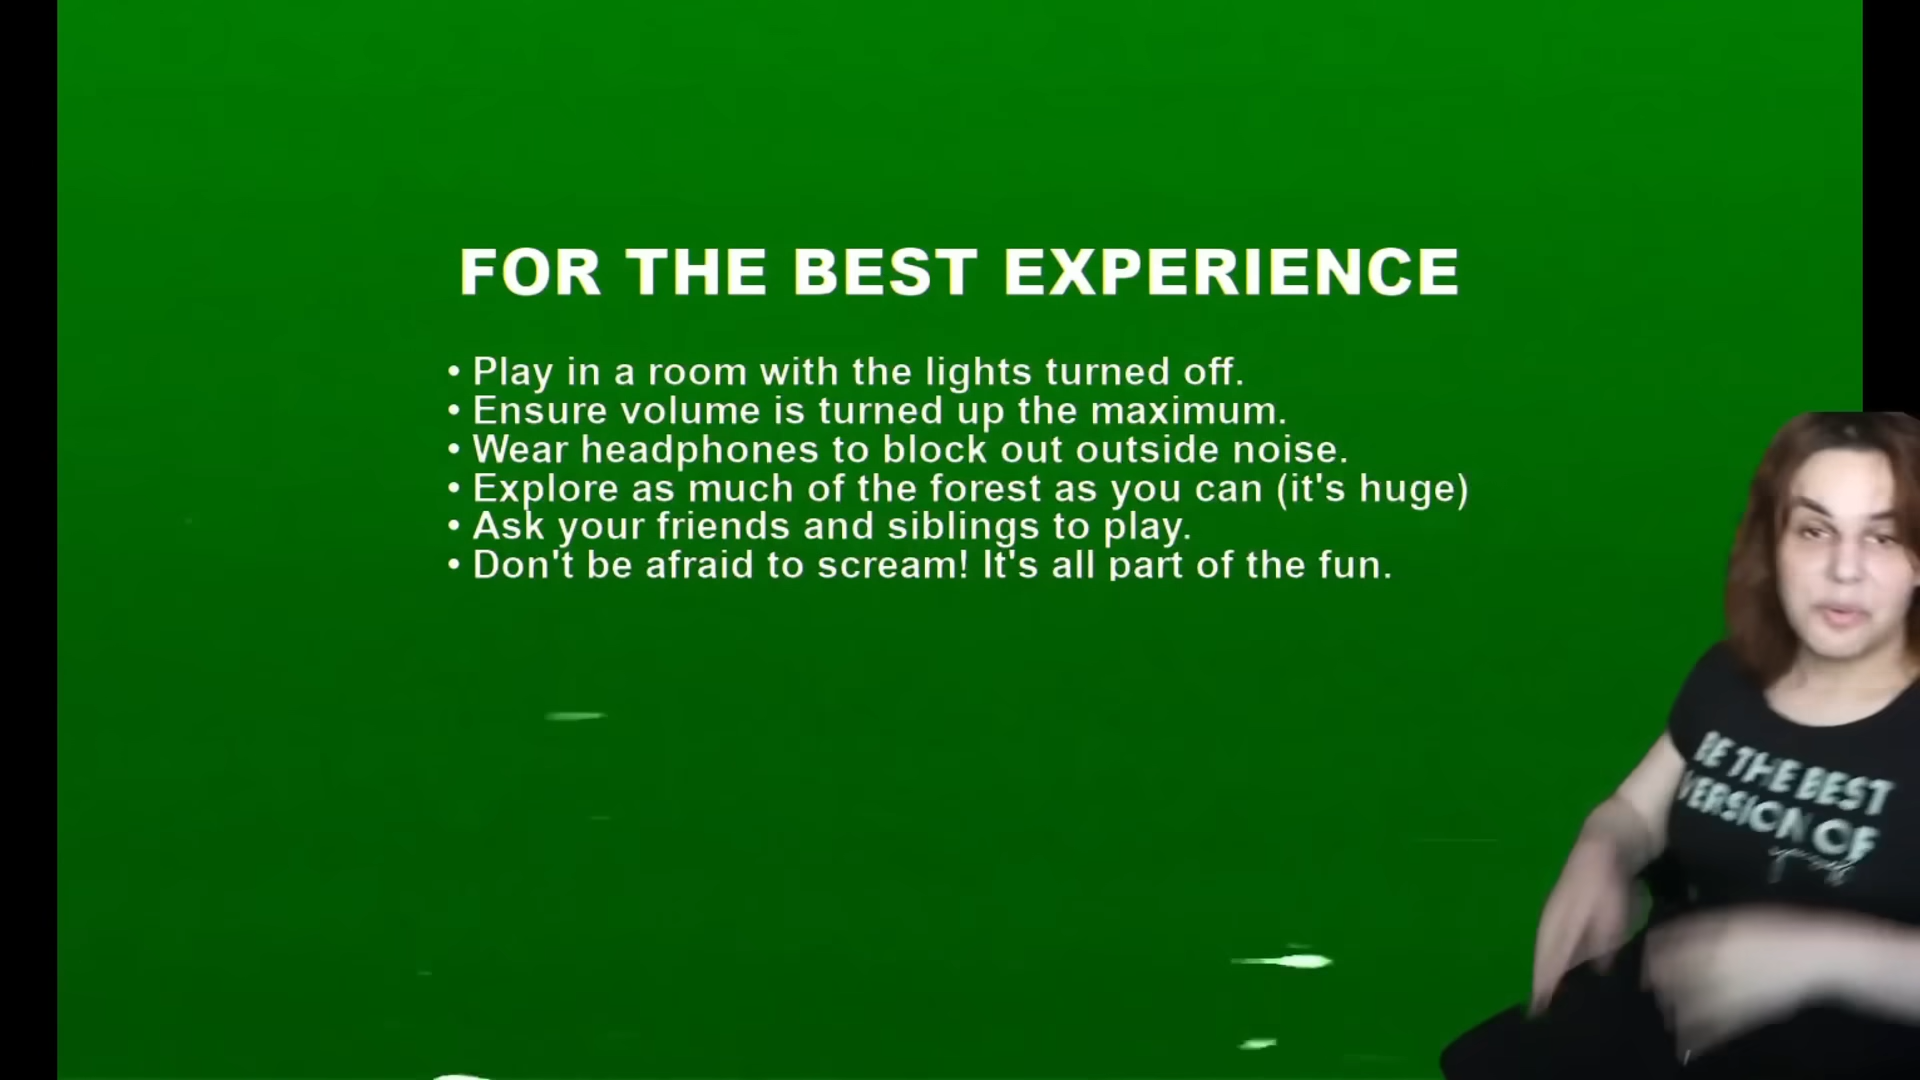 FOR THE BEST EXPERIENCE
• Play in a room with the lights turned off.
• Ensure volume is turned up the maximum.
• Wear headphones to block out outside noise.
• Explore as much of the forest as you can (it's huge)
• Ask your friends and siblings to play.
• Don't be afraid to scream! It's all part of the fun.
BE THE BEST
VERSION OF
yourself